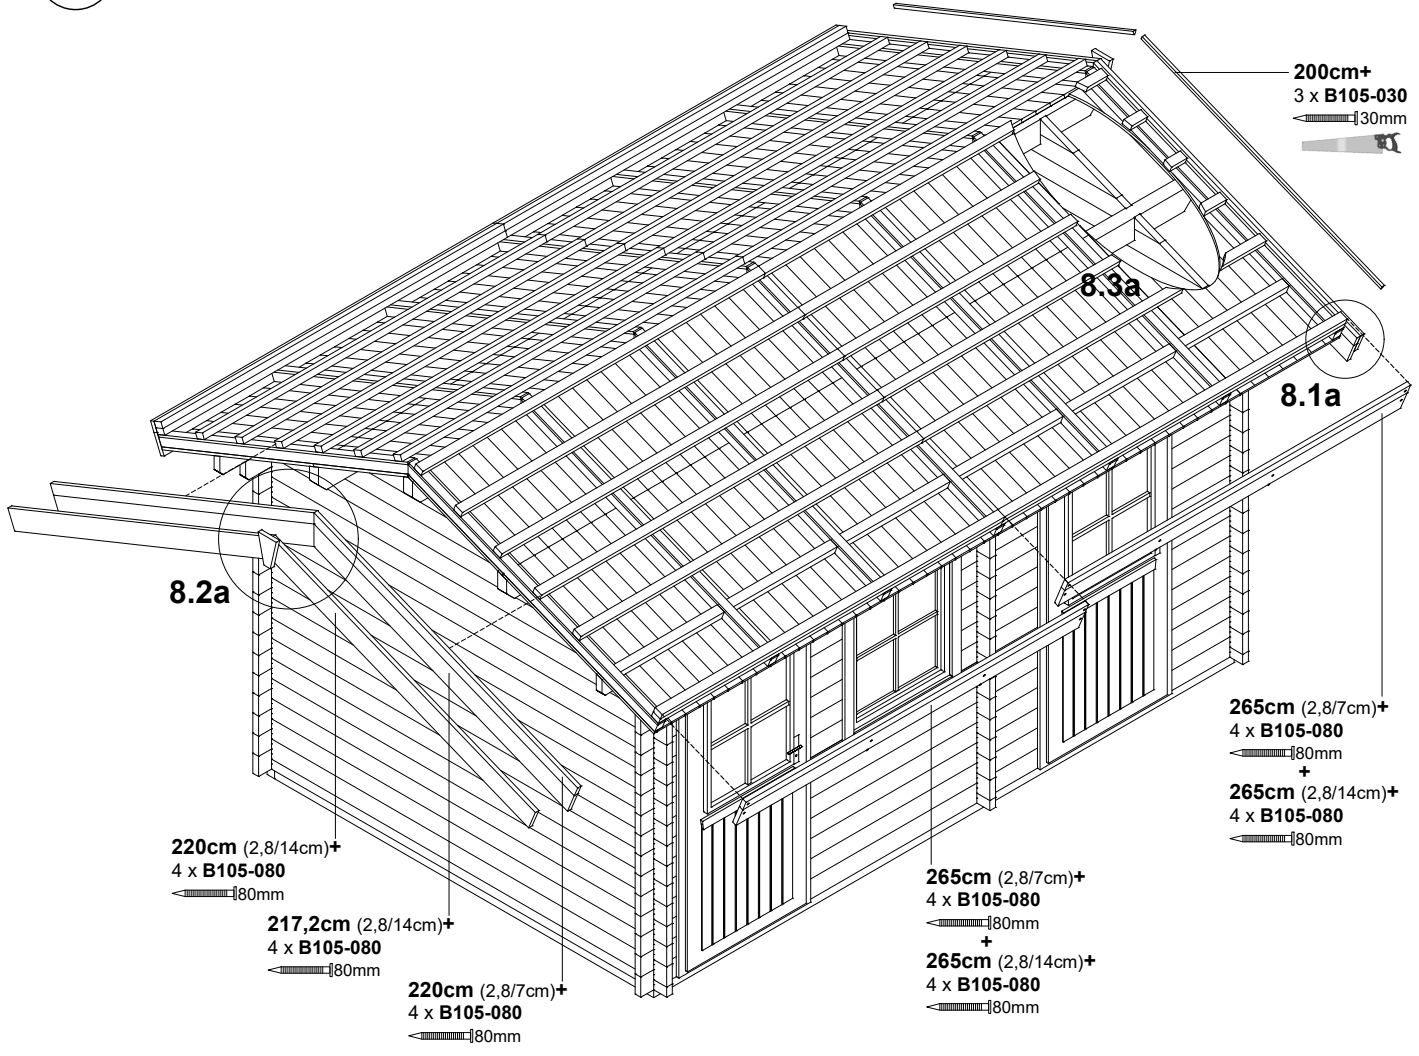 200cm+
3 x B105-030
30mm
8.3a
8.1a
8.2a
265cm (2,8/7cm)+
4 x B105-080
80mm
+
265cm (2,8/14cm)+
4 x B105-080
80mm
220cm (2,8/14cm)+
4 x B105-080
80mm
217,2cm (2,8/14cm)+
4 x B105-080
80mm
220cm (2,8/7cm)+
4 x B105-080
80mm
265cm (2,8/7cm)+
4 x B105-080
80mm
+
265cm (2,8/14cm)+
4 x B105-080
80mm